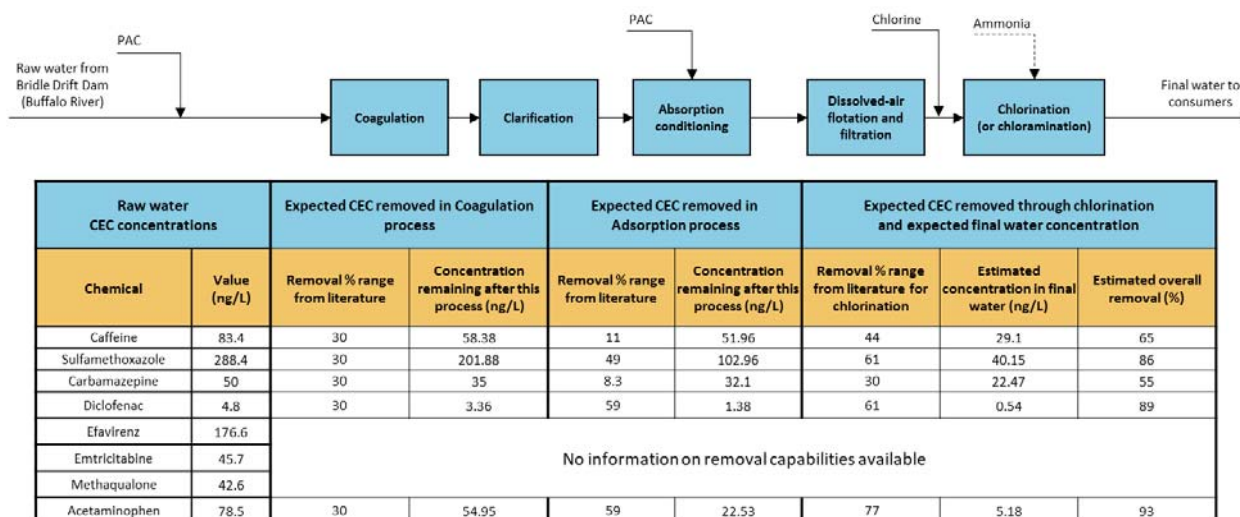 PAC
PAC
Chlorine
Ammonia
Raw water from
Bridle Drift Dam
(Buffalo River)
Final water to
consumers
Coagulation
Clarification
Absorption
conditioning
Dissolved-air
flotation and
filtration
Chlorination
(or chloramination)
Raw water
CEC concentrations
Expected CEC removed in Coagulation
process
Expected CEC removed in
Adsorption process
Expected CEC removed through chlorination
and expected final water concentration
Chemical
Value
(ng/L)
Removal % range
from literature
Concentration
remaining after this
process (ng/L)
Removal % range
from literature
Concentration
remaining after this
process (ng/L)
Removal % range
from literature for
chlorination
Estimated
concentration in final
water (ng/L)
Estimated overall
removal (%)
Caffeine 83.4 30 58.38 11 51.96 44 29.1 65
Sulfamethoxazole 288.4 30 201.88 49 102.96 61 40.15 86
Carbamazepine 50 30 35 8.3 32.1 30 22.47 55
Diclofenac 4.8 30 3.36 59 1.38 61 0.54 89
Efavirenz 176.6
Emtricitabine 45.7
Methaqualone 42.6
No information on removal capabilities available
Acetaminophen 78.5 30 54.95 59 22.53 77 5.18 93